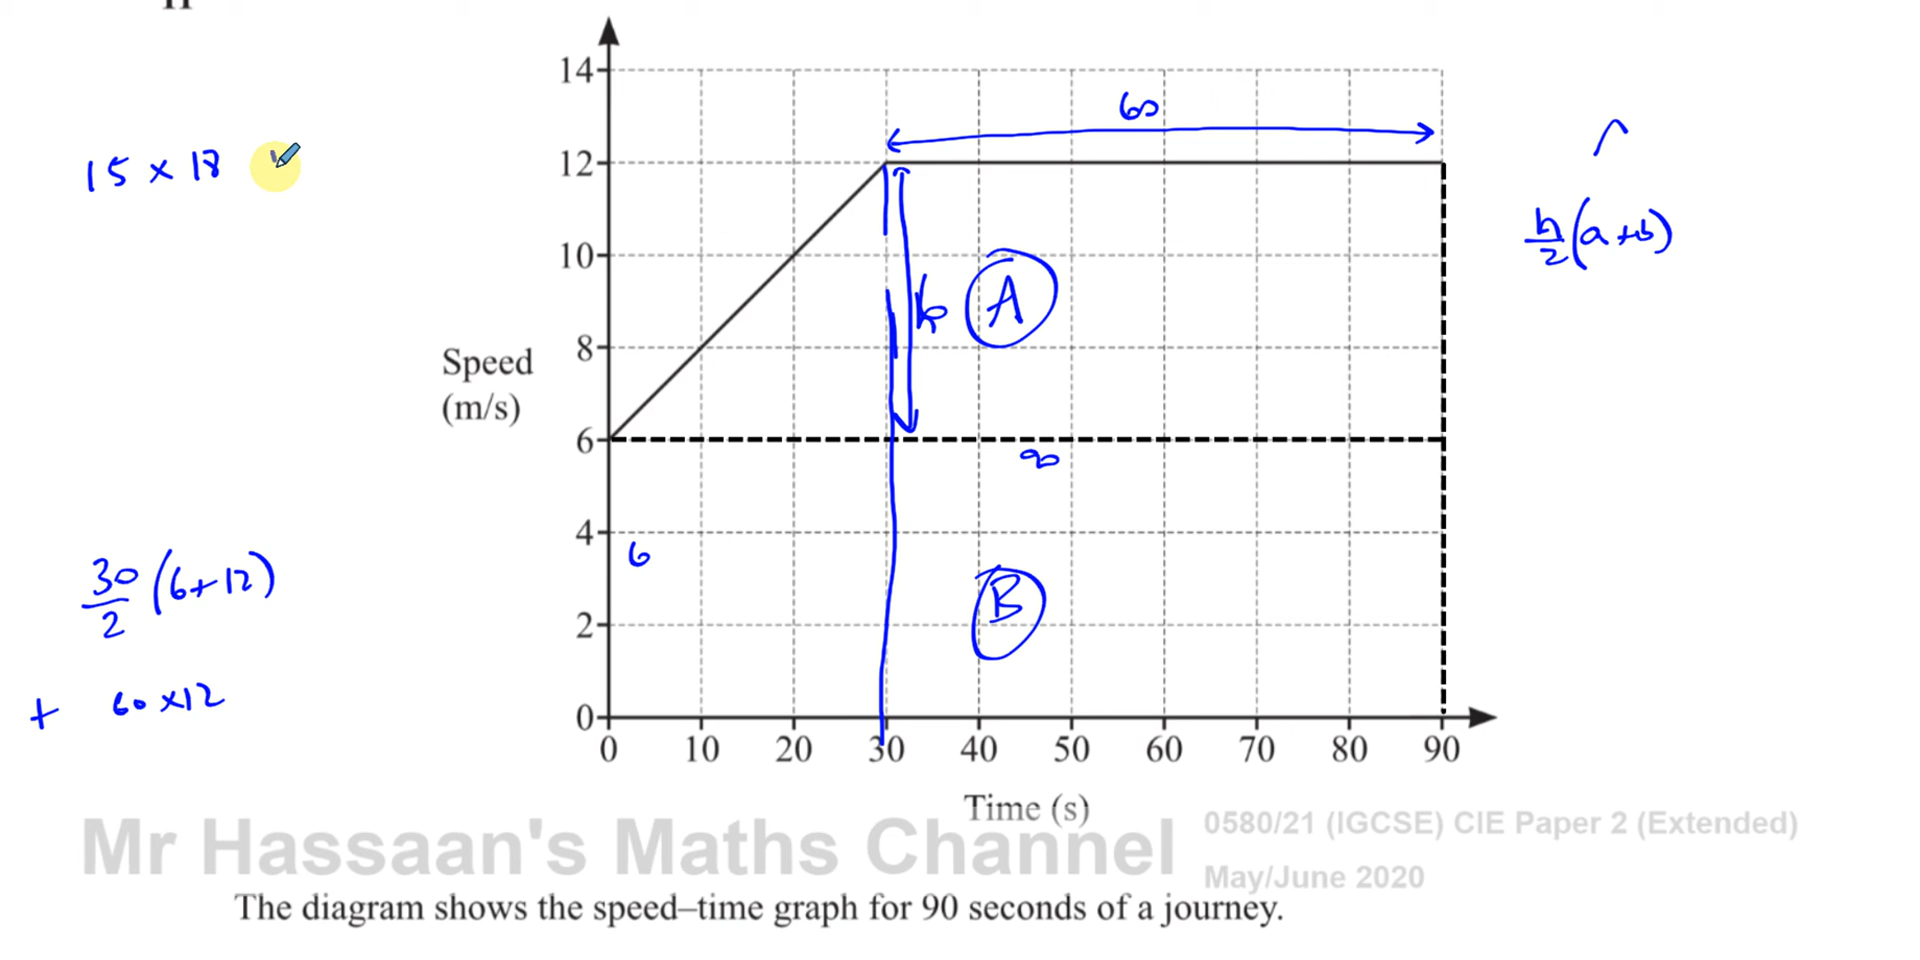 14
60
15 × 18
12
h/2 (a+b)
10
6
A
8
Speed
(m/s)
6
90
4
6
30/2 (6+12)
B
2
+ 60×12
0
0 10 20 30 40 50 60 70 80 90
Time (s)
Mr Hassaan's Maths Channel
0580/21 (IGCSE) CIE Paper 2 (Extended)
May/June 2020
The diagram shows the speed–time graph for 90 seconds of a journey.